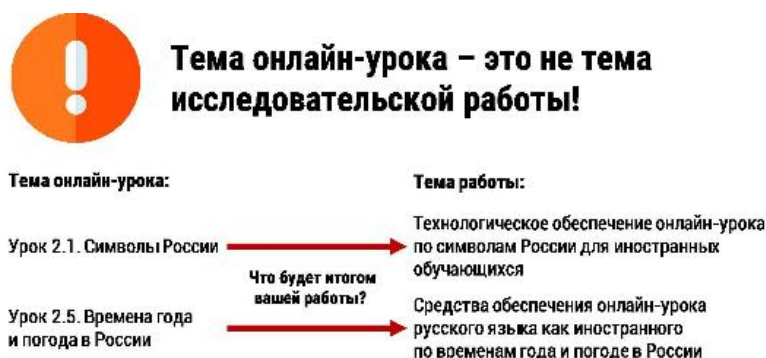 Тема онлайн-урока – это не тема
исследовательской работы!
Тема онлайн-урока:
Тема работы:
Урок 2.1. Символы России
Технологическое обеспечение онлайн-урока
по символам России для иностранных
обучающихся
Что будет итогом
вашей работы?
Урок 2.5. Времена года
и погода в России
Средства обеспечения онлайн-урока
русского языка как иностранного
по временам года и погоде в России